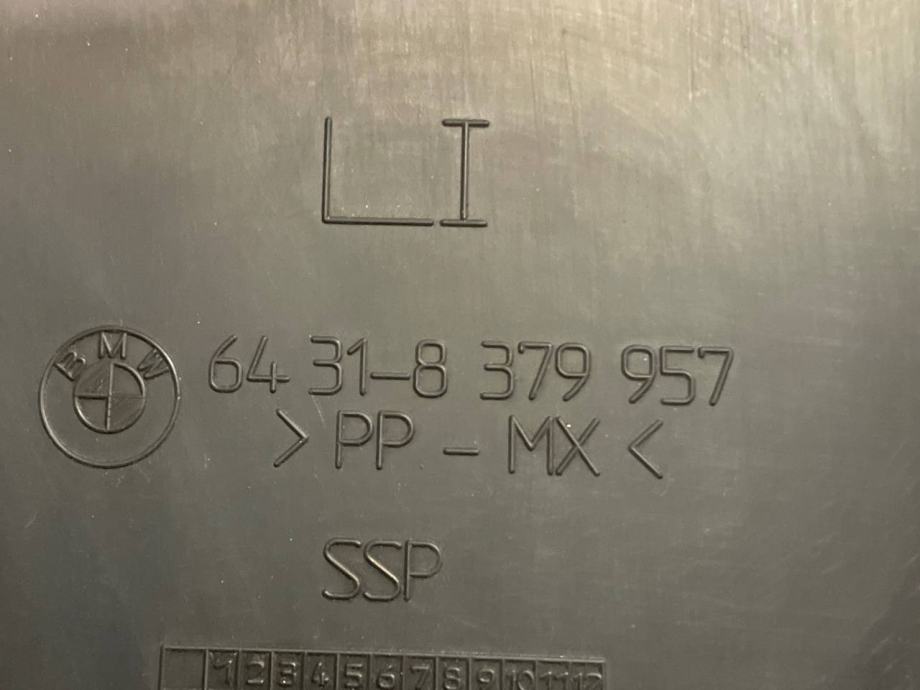 LI
BMW 64 31-8 379 957
>PP-MX<
SSP
1 2 3 4 5 6 7 8 9 10 11 12